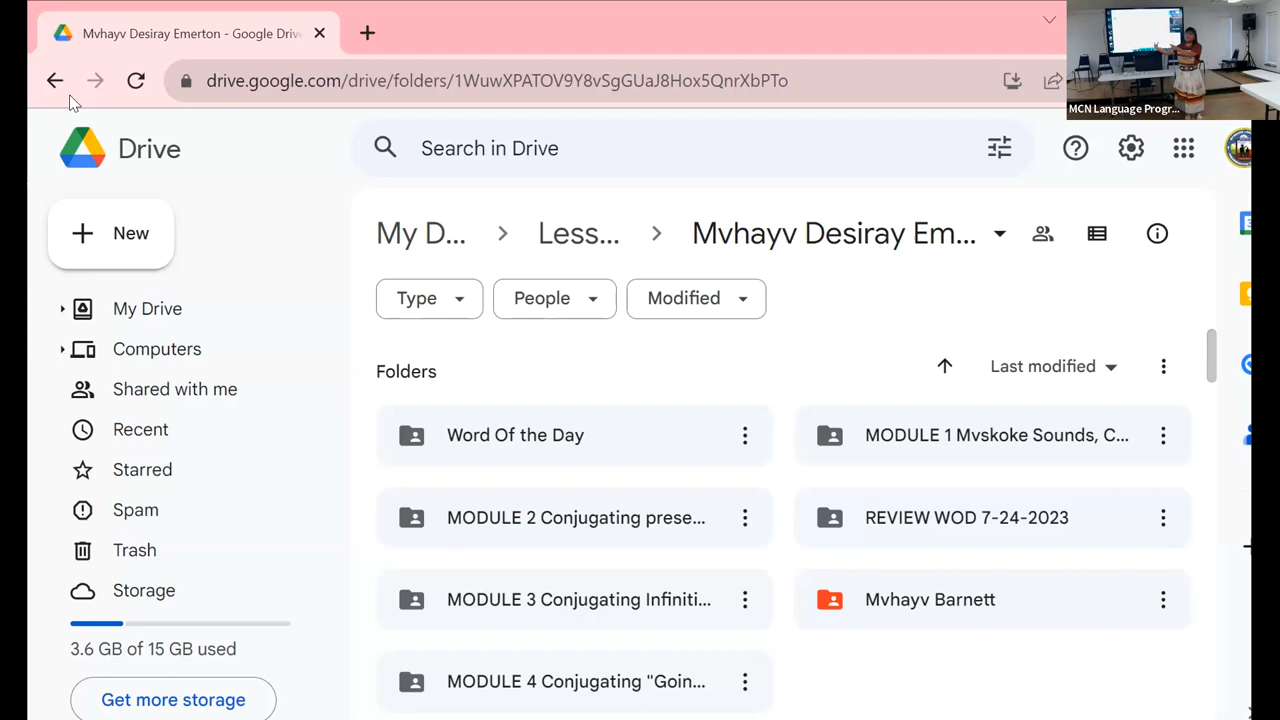 Mvhayv Desiray Emerton - Google Drive
drive.google.com/drive/folders/1WuwXPATOV9Y8vSgGUaJ8Hox5QnrXbPTo
MCN Language Progr...
Drive
Search in Drive
New
My D... > Less... > Mvhayv Desiray Em...
Type
People
Modified
My Drive
Computers
Shared with me
Recent
Starred
Spam
Trash
Storage
3.6 GB of 15 GB used
Get more storage
Folders
Last modified
Word Of the Day
MODULE 1 Mvskoke Sounds, C...
MODULE 2 Conjugating prese...
REVIEW WOD 7-24-2023
MODULE 3 Conjugating Infiniti...
Mvhayv Barnett
MODULE 4 Conjugating "Goin...